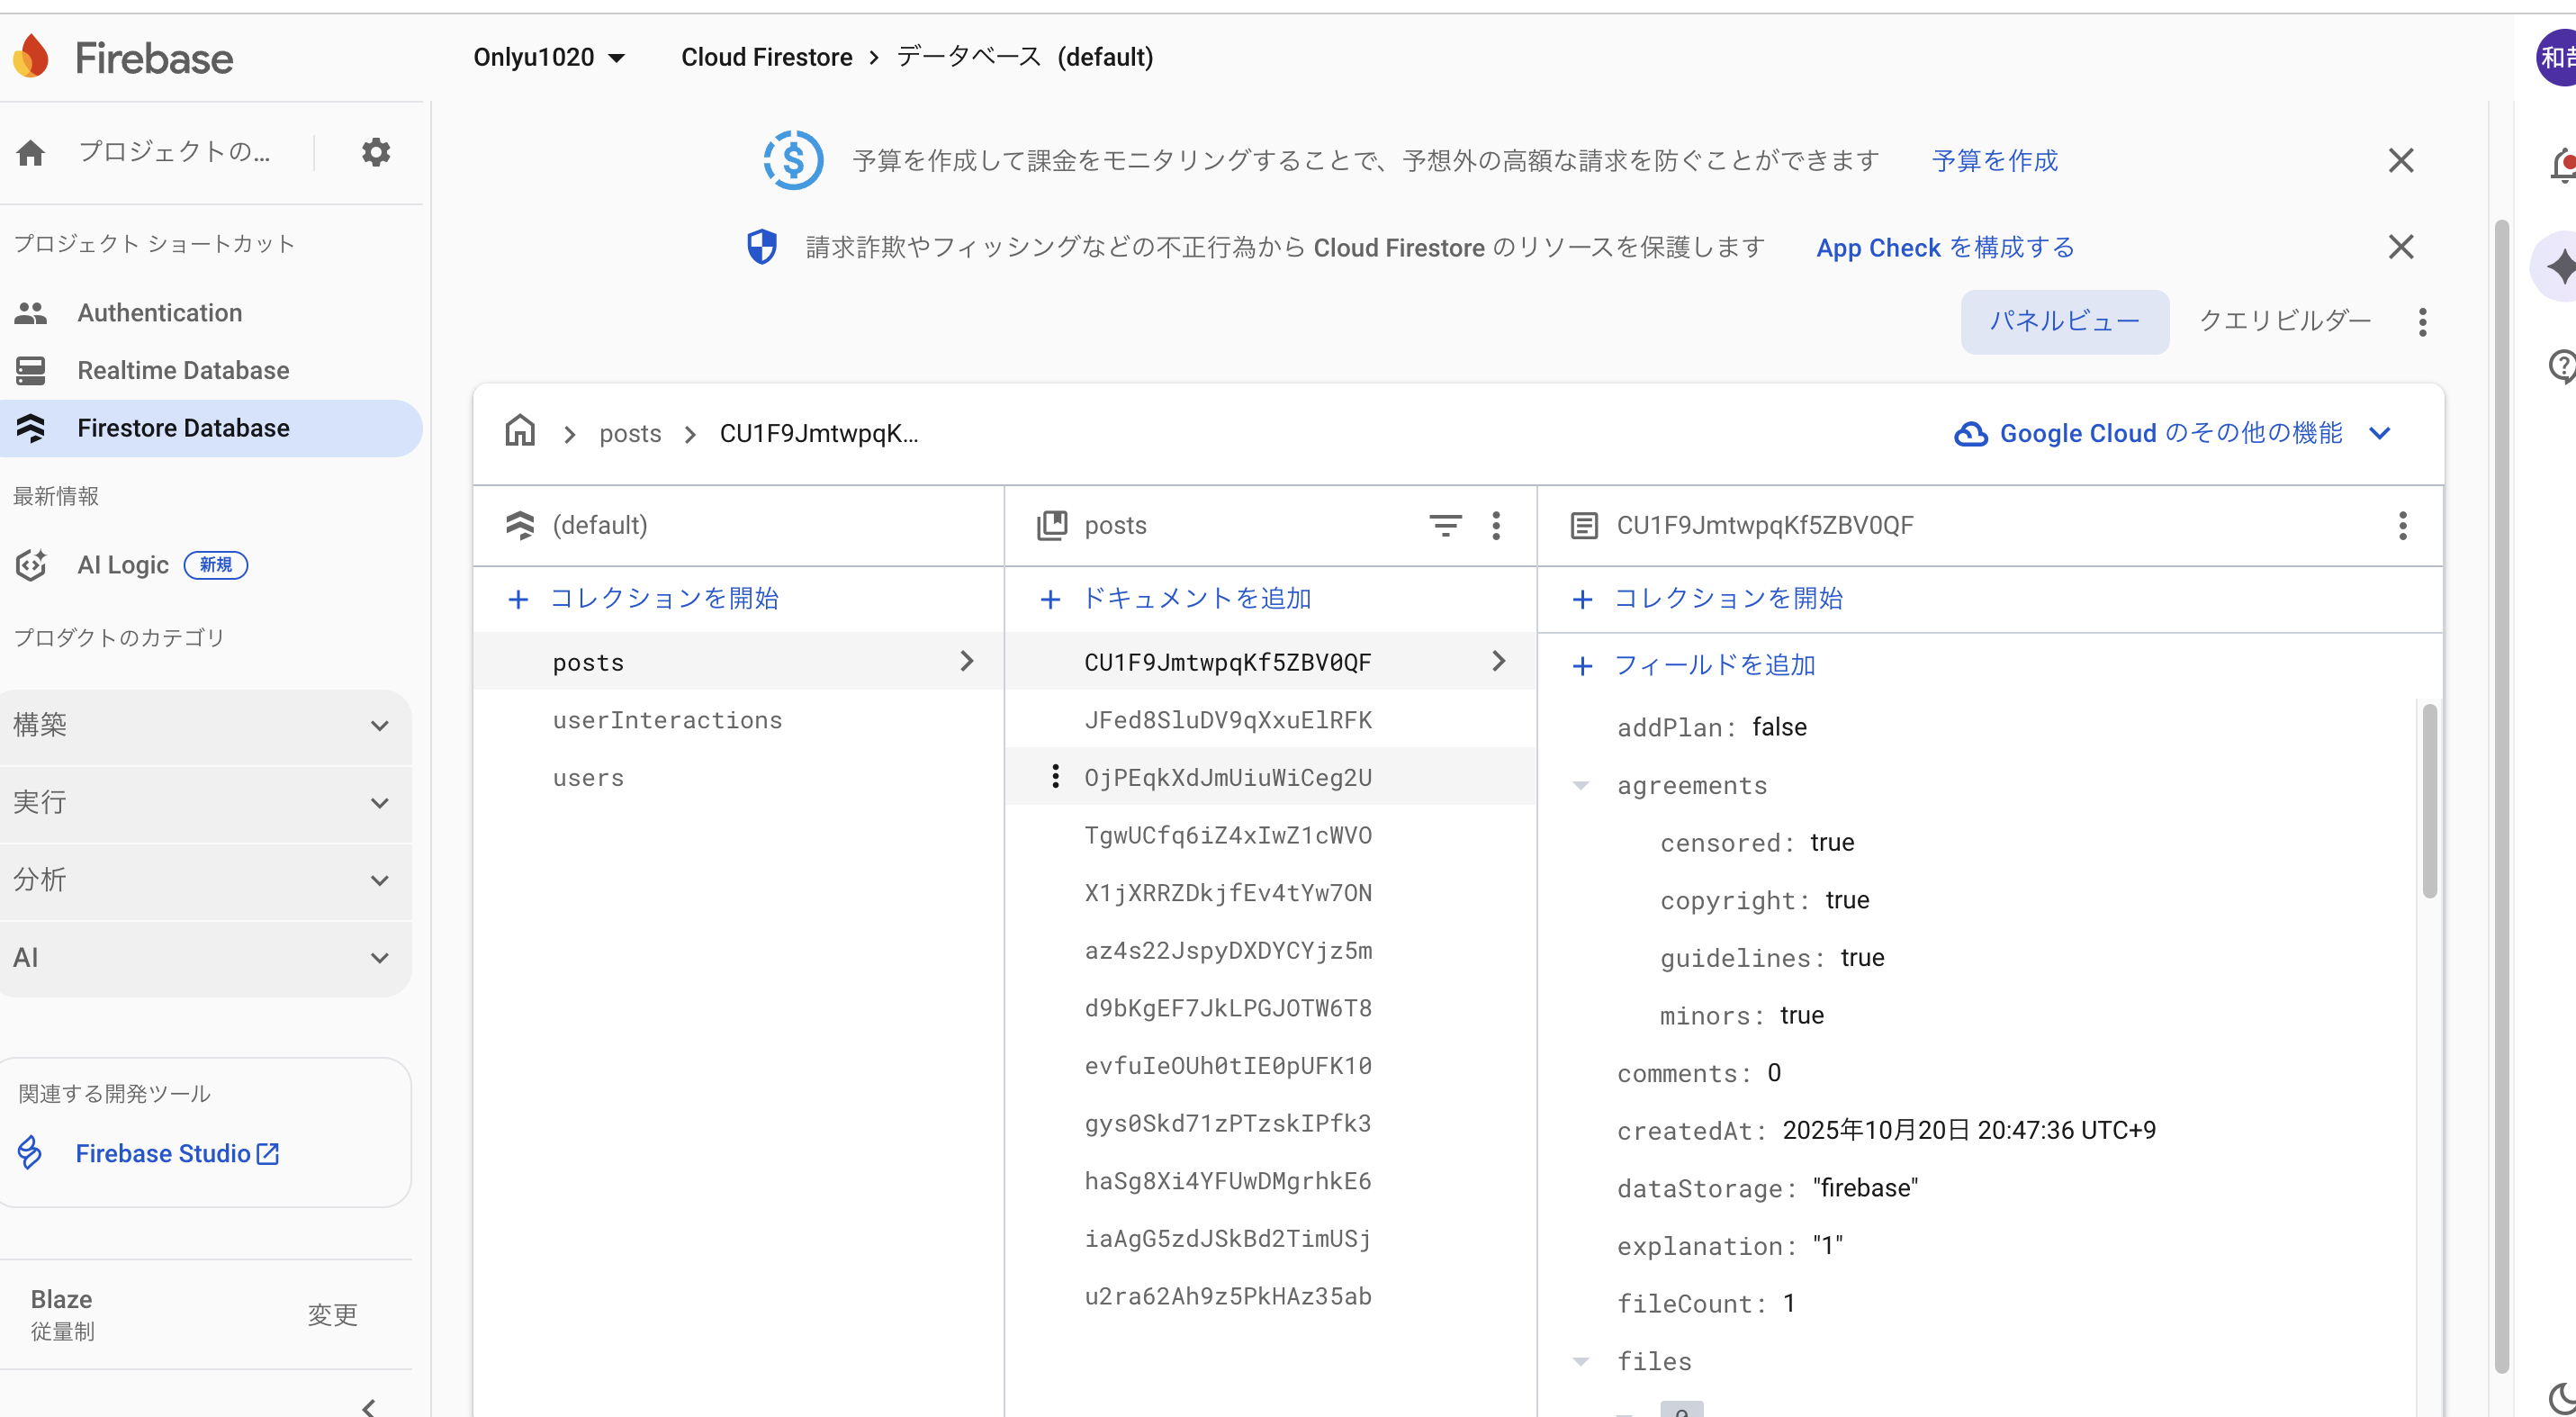 Firebase
Onlyu1020
Cloud Firestore > データベース (default)
和哲
プロジェクトの...
予算を作成して課金をモニタリングすることで、予想外の高額な請求を防ぐことができます
予算を作成
請求詐欺やフィッシングなどの不正行為から Cloud Firestore のリソースを保護します
App Check を構成する
プロジェクト ショートカット
Authentication
Realtime Database
Firestore Database
最新情報
AI Logic
新規
プロダクトのカテゴリ
構築
実行
分析
AI
関連する開発ツール
Firebase Studio
Blaze
従量制
変更
パネルビュー
クエリビルダー
posts
CU1F9JmtwpqK...
Google Cloud のその他の機能
(default)
コレクションを開始
posts
userInteractions
users
posts
ドキュメントを追加
CU1F9JmtwpqKf5ZBV0QF
JFed8SluDV9qXxuElRFK
OjPEqkXdJmUiuWiCeg2U
TgwUCfq6iZ4xIwZ1cWVO
X1jXRRZDkjfEv4tYw7ON
az4s22JspyDXDYCYjz5m
d9bKgEF7JkLPGJOTW6T8
evfuIeOUh0tIE0pUFK10
gys0Skd71zPTzskIPfk3
haSg8Xi4YFUwDMgrhkE6
iaAgG5zdJSkBd2TimUSj
u2ra62Ah9z5PkHAz35ab
CU1F9JmtwpqKf5ZBV0QF
コレクションを開始
フィールドを追加
addPlan: false
agreements
censored: true
copyright: true
guidelines: true
minors: true
comments: 0
createdAt: 2025年10月20日 20:47:36 UTC+9
dataStorage: "firebase"
explanation: "1"
fileCount: 1
files